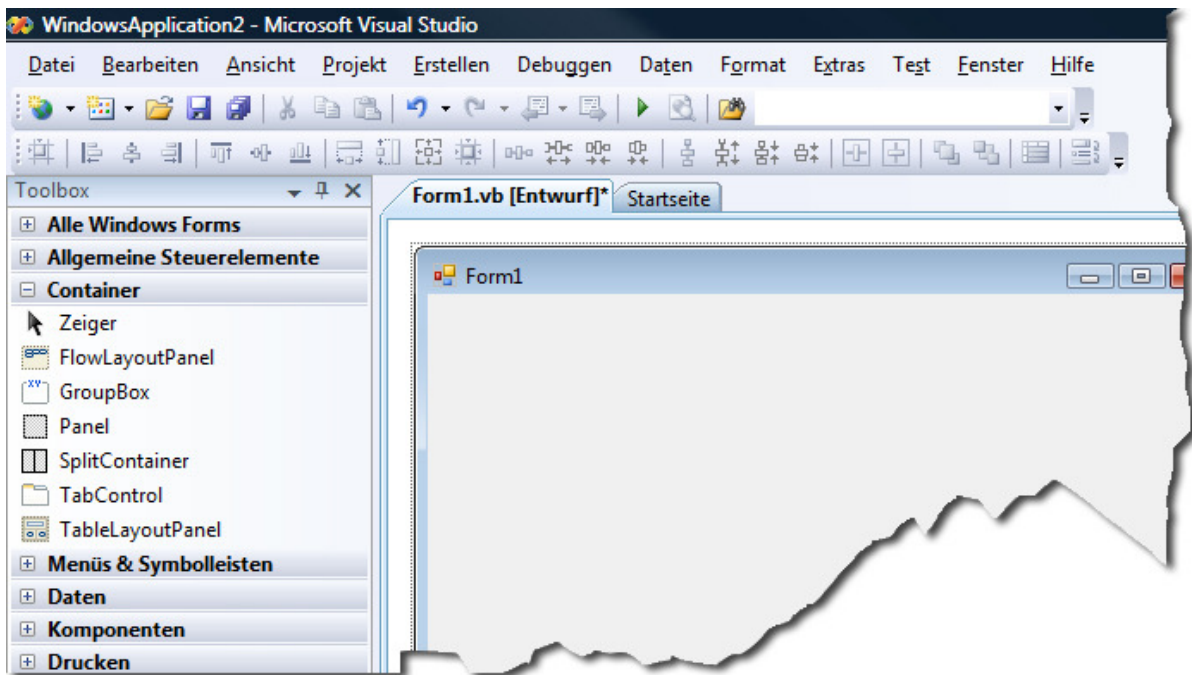 WindowsApplication2 - Microsoft Visual Studio
Datei Bearbeiten Ansicht Projekt Erstellen Debuggen Daten Format Extras Test Fenster Hilfe
Toolbox
Form1.vb [Entwurf]* Startseite
Alle Windows Forms
Allgemeine Steuerelemente
Container
Form1
Zeiger
FlowLayoutPanel
GroupBox
Panel
SplitContainer
TabControl
TableLayoutPanel
Menüs & Symbolleisten
Daten
Komponenten
Drucken